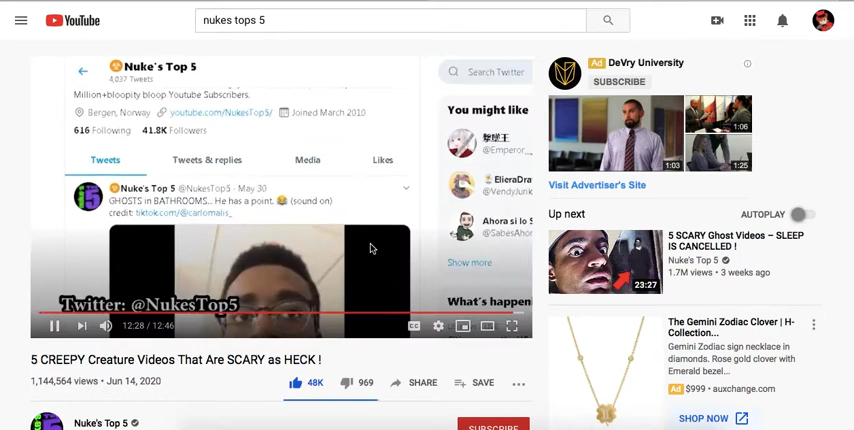 YouTube
nukes tops 5
Nuke's Top 5
4,037 Tweets
Million+bloopity bloop Youtube Subscribers.
Bergen, Norway youtube.com/NukesTop5/ Joined March 2010
616 Following 41.8K Followers
Tweets Tweets & replies Media Likes
Nuke's Top 5 @NukesTop5 · May 30
GHOSTS in BATHROOMS.. He has a point. 😂 (sound on)
credit: tiktok.com/@carlomalis_
Twitter: @NukesTop5
Search Twitter
You might like
撃墜王
@Emperor_
ElieraDra
@VendyJunk
Ahora si lo S
@SabesAhor
Show more
What's happen
12:28 / 12:46
CC
5 CREEPY Creature Videos That Are SCARY as HECK !
1,144,564 views • Jun 14, 2020
48K 969 SHARE SAVE
Nuke's Top 5
SUBSCRIBE
Ad DeVry University
SUBSCRIBE
1:03
1:06
1:25
Visit Advertiser's Site
Up next AUTOPLAY
23:27
5 SCARY Ghost Videos – SLEEP
IS CANCELLED !
Nuke's Top 5
1.7M views • 3 weeks ago
The Gemini Zodiac Clover | H-
Collection...
Gemini Zodiac sign necklace in
diamonds. Rose gold clover with
Emerald bezel...
Ad $999 • auxchange.com
SHOP NOW